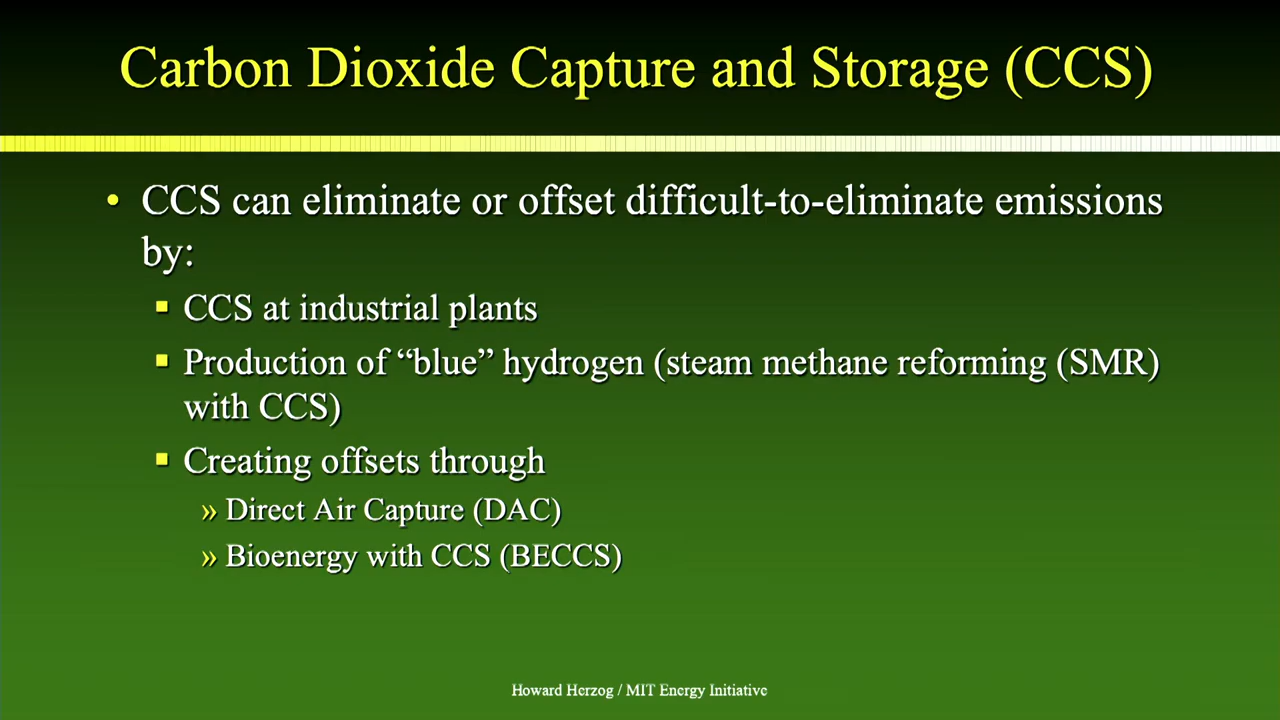 Carbon Dioxide Capture and Storage (CCS)
• CCS can eliminate or offset difficult-to-eliminate emissions
by:
▪ CCS at industrial plants
▪ Production of “blue” hydrogen (steam methane reforming (SMR)
with CCS)
▪ Creating offsets through
» Direct Air Capture (DAC)
» Bioenergy with CCS (BECCS)
Howard Herzog / MIT Energy Initiative